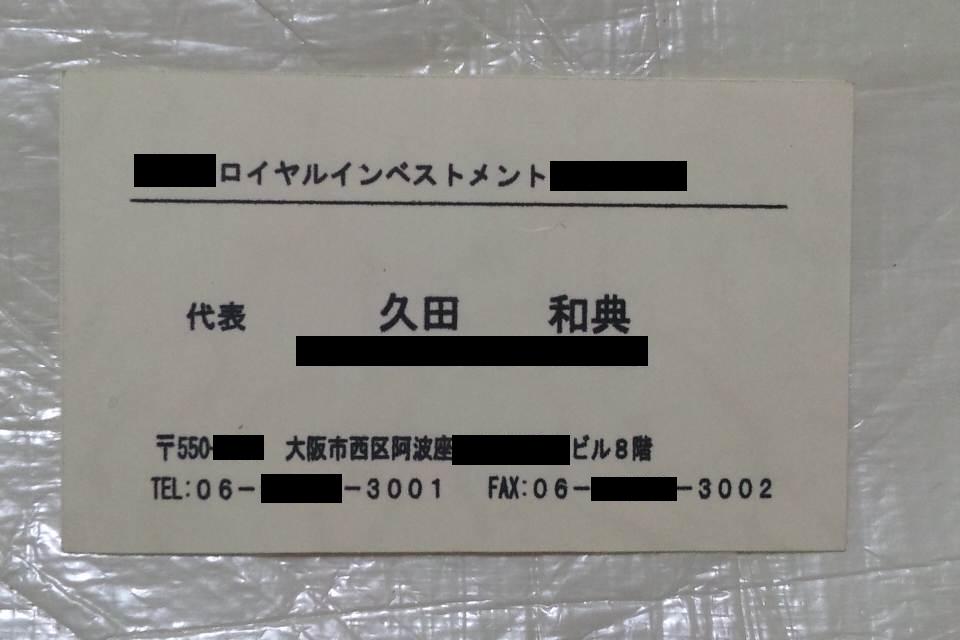 ロイヤルインベストメント
代表 久田 和典
〒550- 大阪市西区阿波座 ビル8階
TEL:06- -3001 FAX:06- -3002